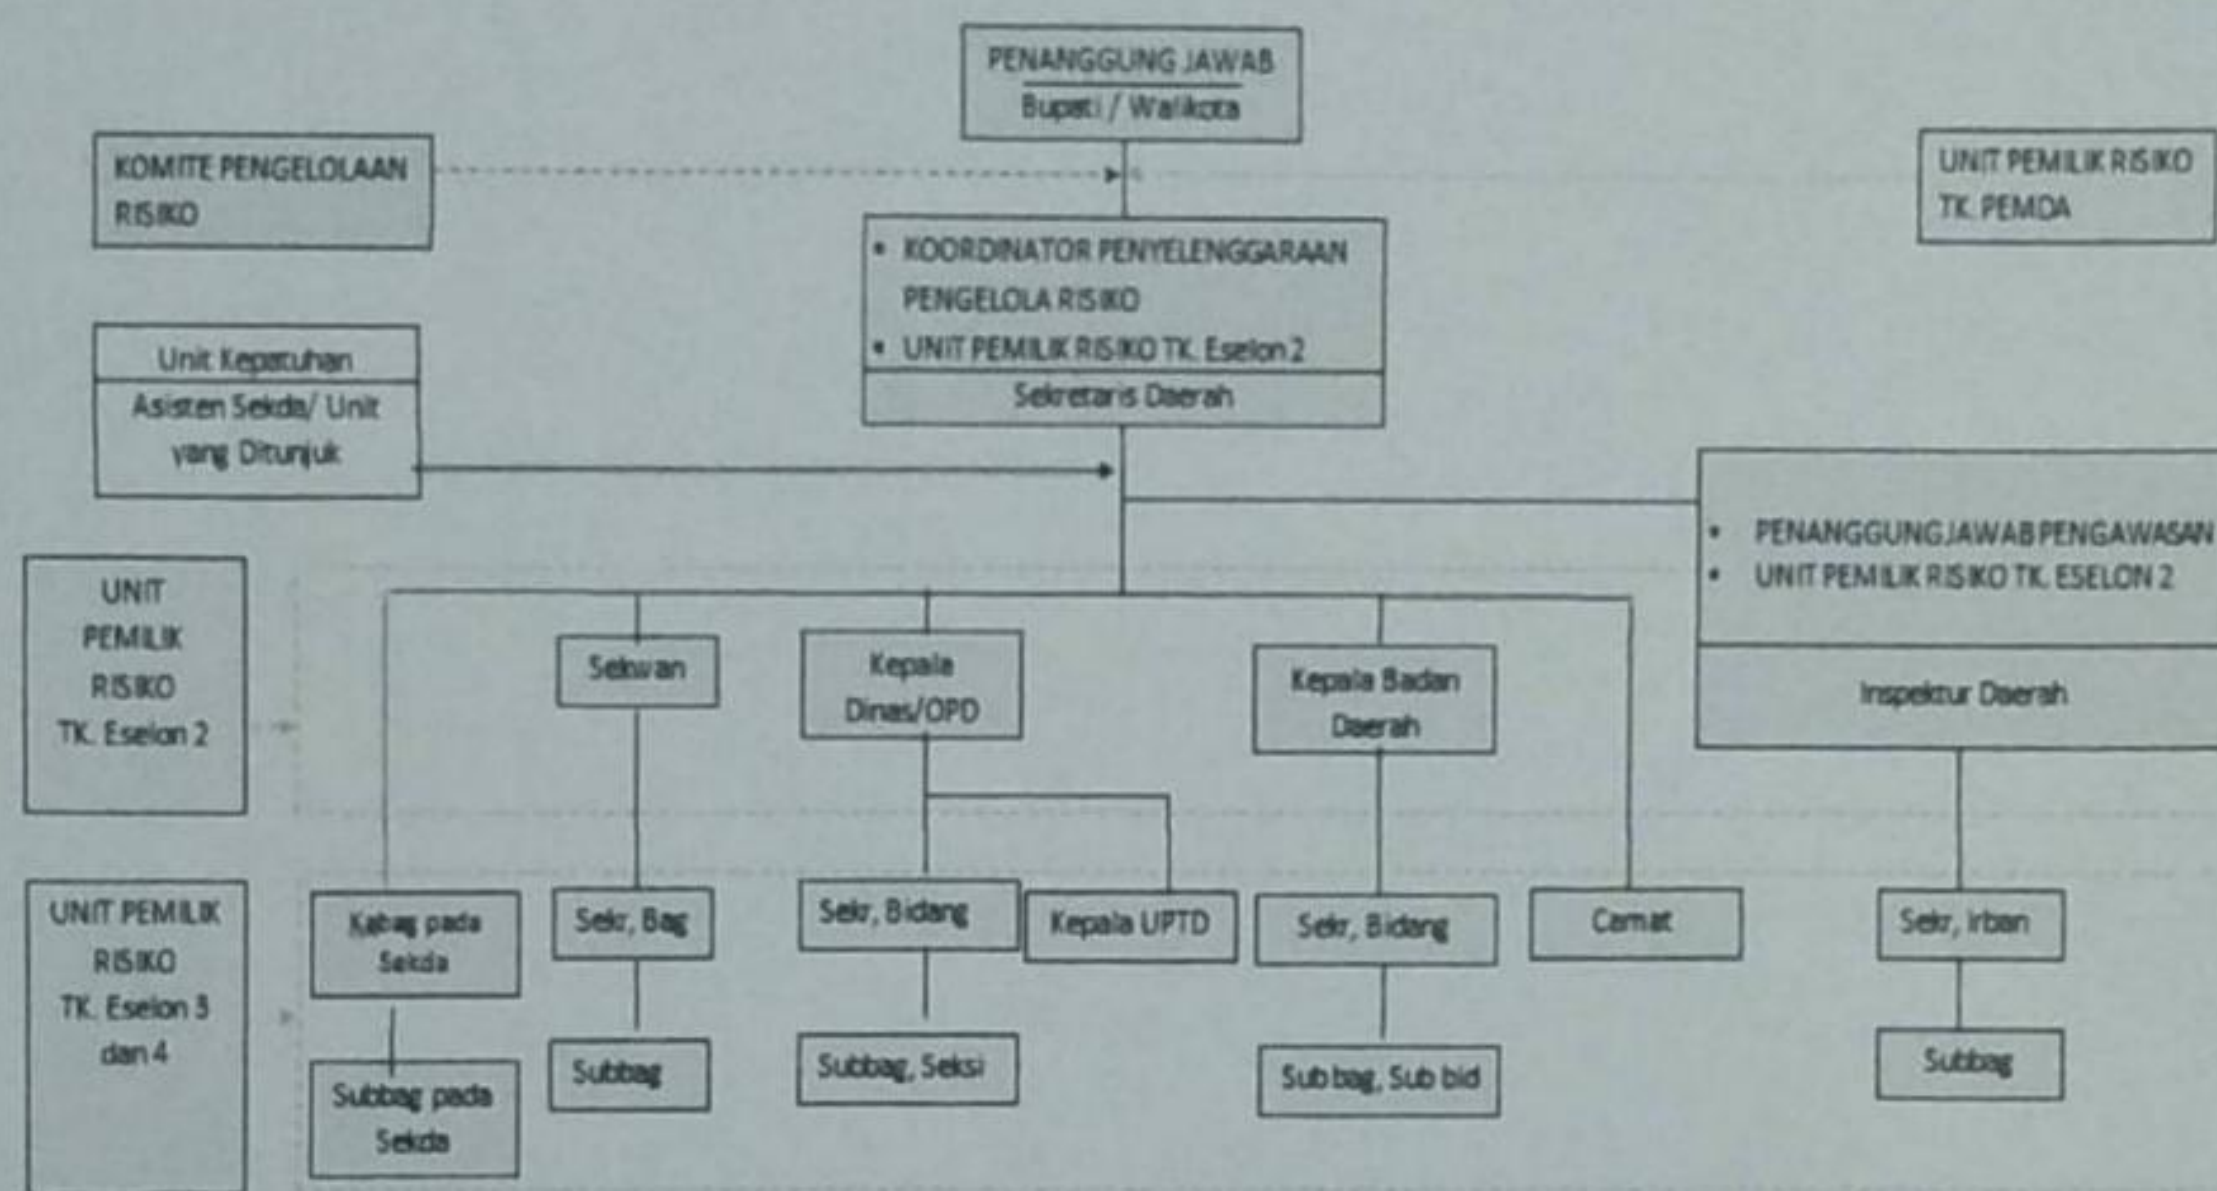 PENANGGUNG JAWAB
Bupati / Walikota
KOMITE PENGELOLAAN
RISIKO
UNIT PEMILIK RISIKO
TK. PEMDA
• KOORDINATOR PENYELENGGARAAN
PENGELOLA RISIKO
• UNIT PEMILIK RISIKO TK. Eselon 2
Sekretaris Daerah
Unit Kepatuhan
Asisten Sekda/ Unit
yang Ditunjuk
• PENANGGUNG JAWAB PENGAWASAN
• UNIT PEMILIK RISIKO TK. ESELON 2
Inspektur Daerah
UNIT
PEMILIK
RISIKO
TK. Eselon 2
Sekwan
Kepala
Dinas/OPD
Kepala Badan
Daerah
UNIT PEMILIK
RISIKO
TK. Eselon 3
dan 4
Kabag pada
Sekda
Sekr, Bag
Sekr, Bidang
Kepala UPTD
Sekr, Bidang
Camat
Sekr, Irban
Subbag pada
Sekda
Subbag
Subbag, Seksi
Sub bag, Sub bid
Subbag